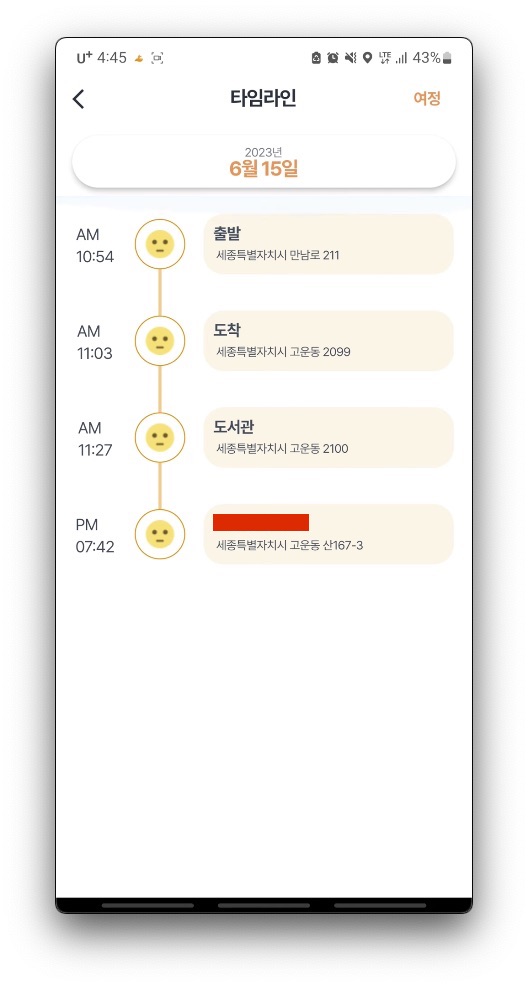 U+ 4:45 LTE 43%
타임라인 여정
2023년
6월 15일
AM
10:54
출발
세종특별자치시 만남로 211
AM
11:03
도착
세종특별자치시 고운동 2099
AM
11:27
도서관
세종특별자치시 고운동 2100
PM
07:42
세종특별자치시 고운동 산167-3